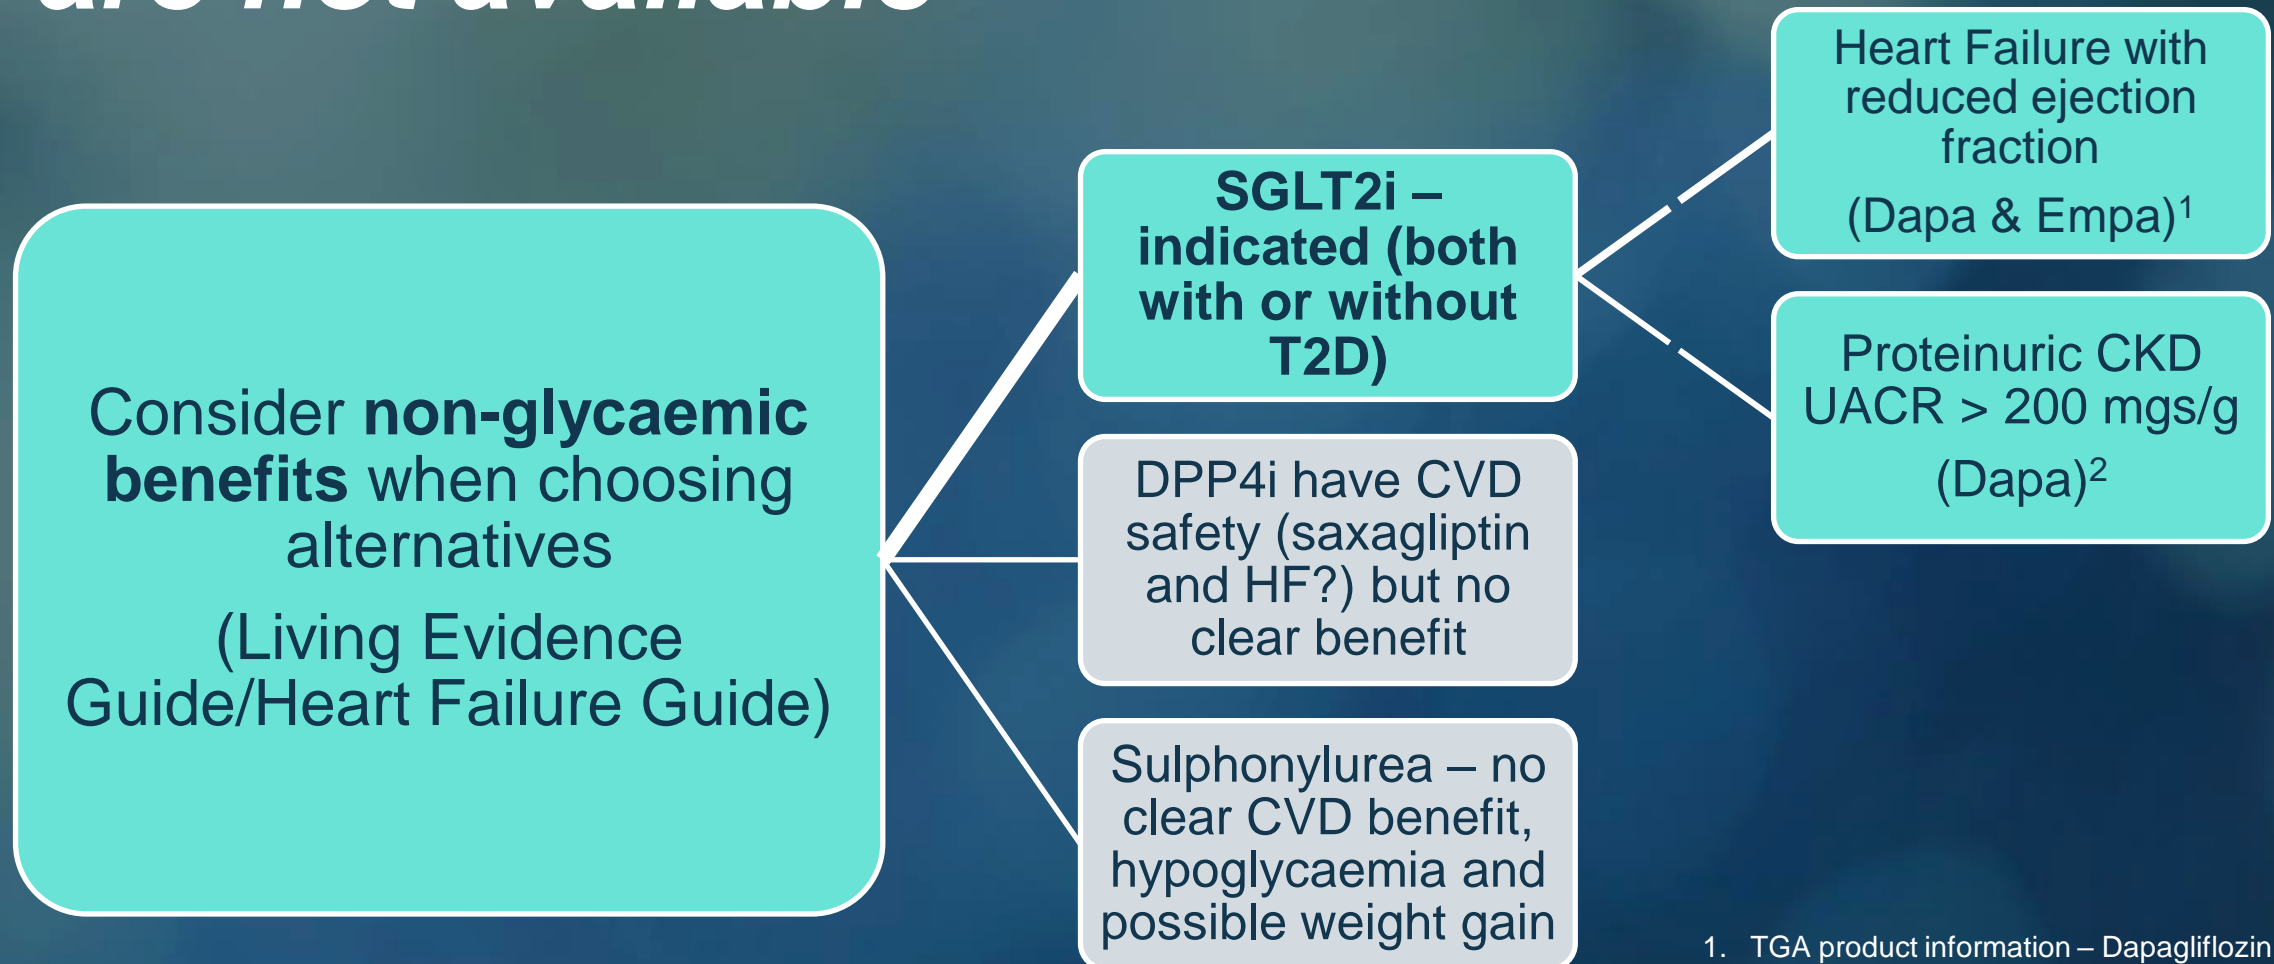 are not available
Consider non-glycaemic
benefits when choosing
alternatives
(Living Evidence
Guide/Heart Failure Guide)
SGLT2i –
indicated (both
with or without
T2D)
DPP4i have CVD
safety (saxagliptin
and HF?) but no
clear benefit
Sulphonylurea – no
clear CVD benefit,
hypoglycaemia and
possible weight gain
Heart Failure with
reduced ejection
fraction
(Dapa & Empa)1
Proteinuric CKD
UACR > 200 mgs/g
(Dapa)2
1. TGA product information – Dapagliflozin